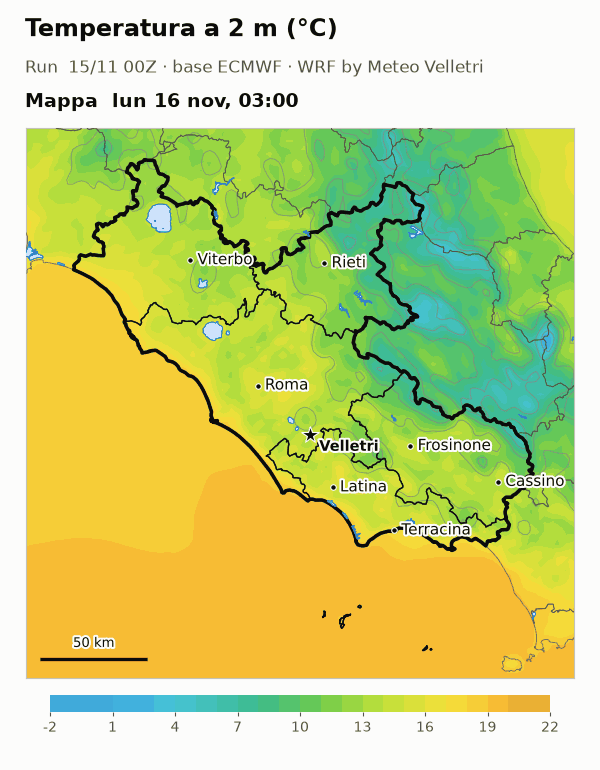 Temperatura a 2 m (°C)
Run  15/11 00Z · base ECMWF · WRF by Meteo Velletri
Mappa  lun 16 nov, 03:00
Viterbo
Rieti
Roma
Velletri
Frosinone
Cassino
Latina
Terracina
50 km
-2 1 4 7 10 13 16 19 22